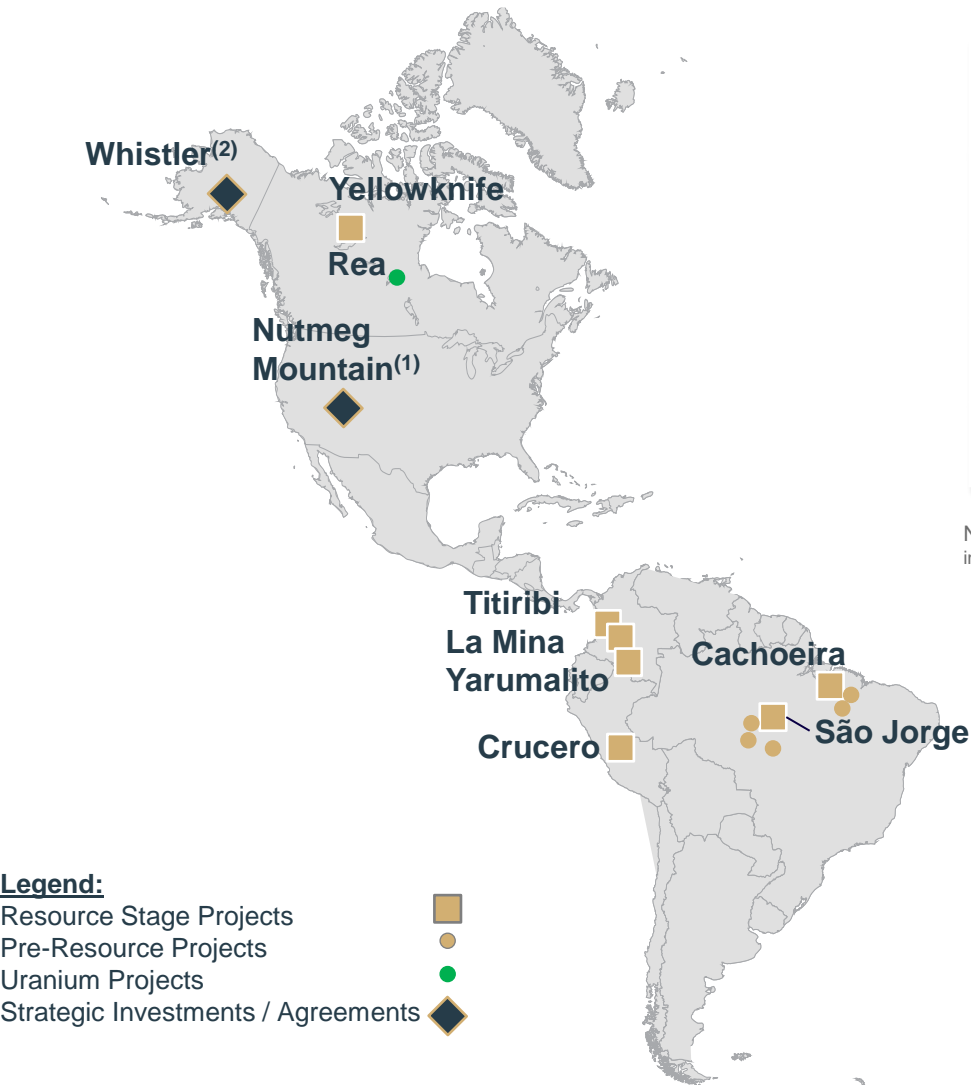 Whistler(2)
Yellowknife
Rea
Nutmeg
Mountain(1)
Titiribi
La Mina
Yarumalito
Cachoeira
São Jorge
Crucero
Legend:
Resource Stage Projects
Pre-Resource Projects
Uranium Projects
Strategic Investments / Agreements